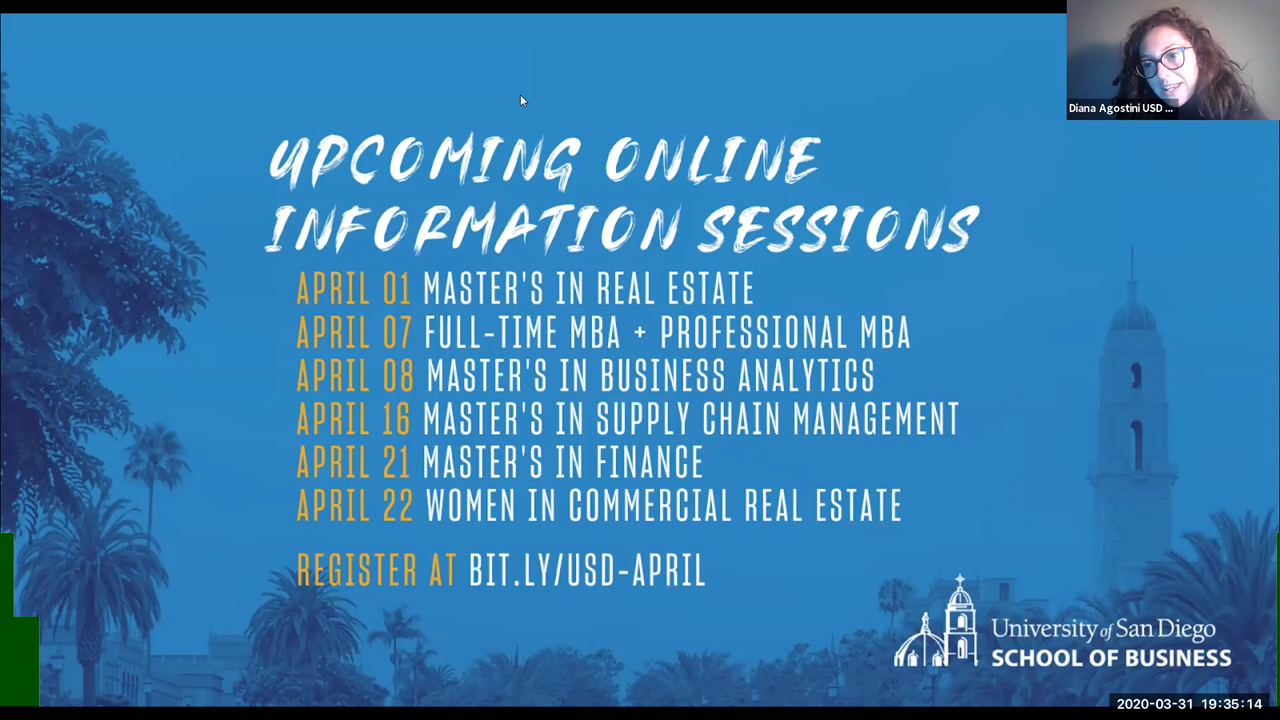 Diana Agostini USD ...
UPCOMING ONLINE
INFORMATION SESSIONS
APRIL 01 MASTER'S IN REAL ESTATE
APRIL 07 FULL-TIME MBA + PROFESSIONAL MBA
APRIL 08 MASTER'S IN BUSINESS ANALYTICS
APRIL 16 MASTER'S IN SUPPLY CHAIN MANAGEMENT
APRIL 21 MASTER'S IN FINANCE
APRIL 22 WOMEN IN COMMERCIAL REAL ESTATE
REGISTER AT BIT.LY/USD-APRIL
University of San Diego
SCHOOL OF BUSINESS
2020-03-31 19:35:14